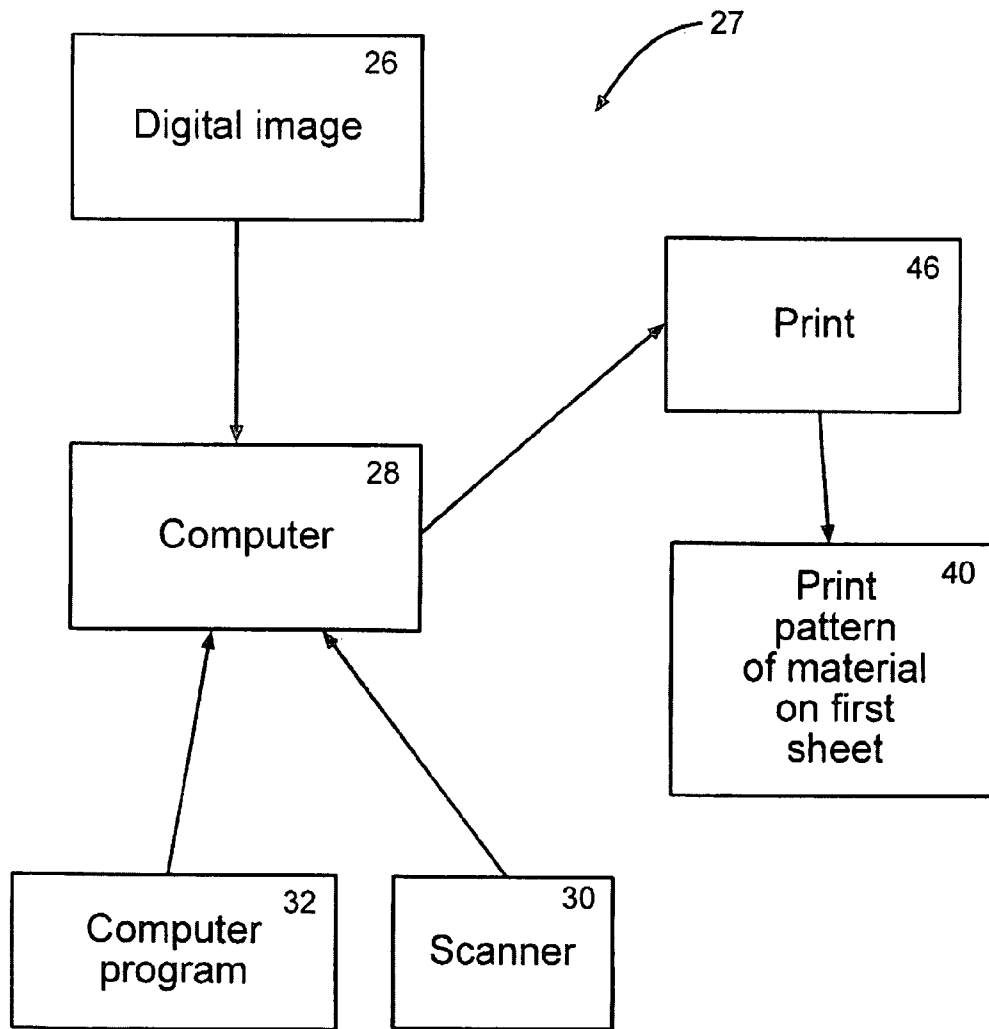 27
26
Digital image
46
Print
28
Computer
40
Print
pattern
of material
on first
sheet
32
Computer
program
30
Scanner